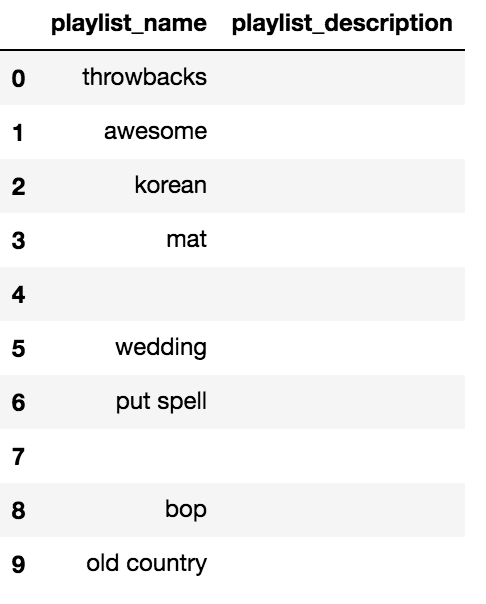 playlist_name playlist_description
0 throwbacks
1 awesome
2 korean
3 mat
4
5 wedding
6 put spell
7
8 bop
9 old country